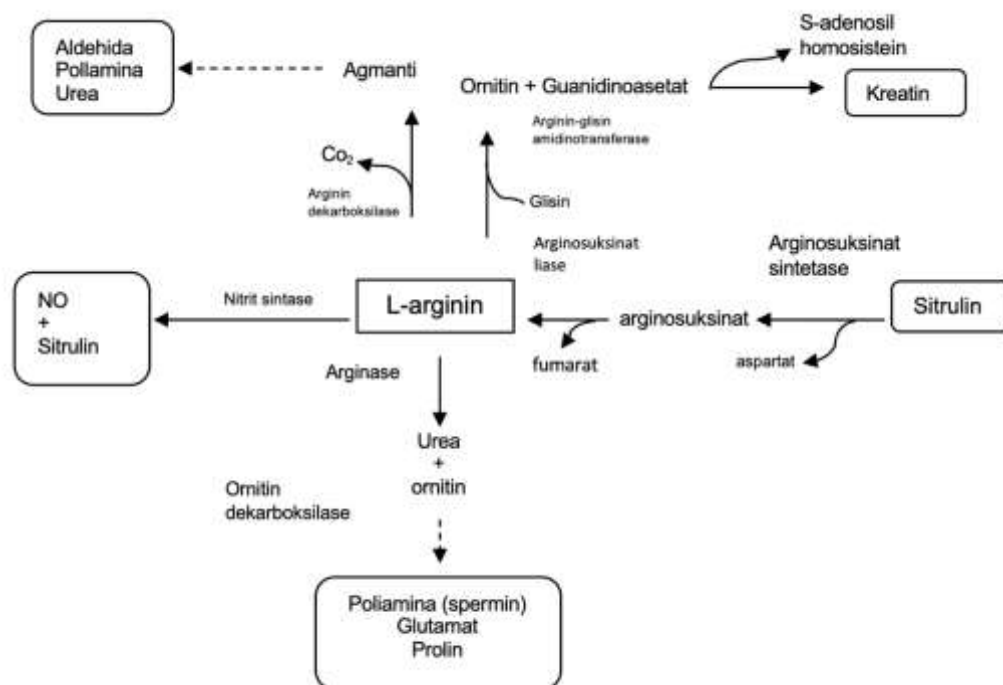 Aldehida
Pollamina
Urea
Agmanti
Ornitin + Guanidinoasetat
S-adenosil
homosistein
Kreatin
Arginin-glisin
amidinotransferase
Co₂
Arginin
dekarboksilase
Glisin
Arginosuksinat
liase
Arginosuksinat
sintetase
NO
+
Sitrulin
Nitrit sintase
L-arginin
arginosuksinat
Sitrulin
fumarat
aspartat
Arginase
Urea
+
ornitin
Ornitin
dekarboksilase
Poliamina (spermin)
Glutamat
Prolin